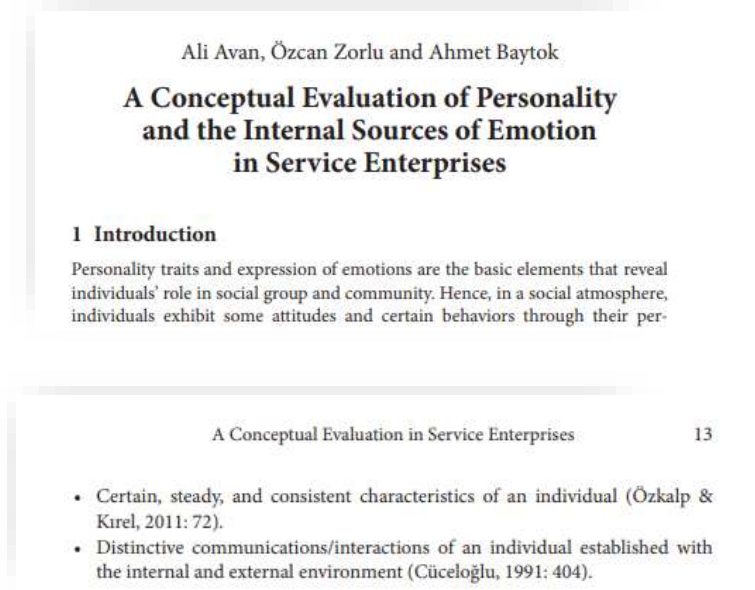 Ali Avan, Özcan Zorlu and Ahmet Baytok
A Conceptual Evaluation of Personality
and the Internal Sources of Emotion
in Service Enterprises
1 Introduction
Personality traits and expression of emotions are the basic elements that reveal
individuals' role in social group and community. Hence, in a social atmosphere,
individuals exhibit some attitudes and certain behaviors through their per-
A Conceptual Evaluation in Service Enterprises 13
• Certain, steady, and consistent characteristics of an individual (Özkalp &
Kırel, 2011: 72).
• Distinctive communications/interactions of an individual established with
the internal and external environment (Cüceloğlu, 1991: 404).